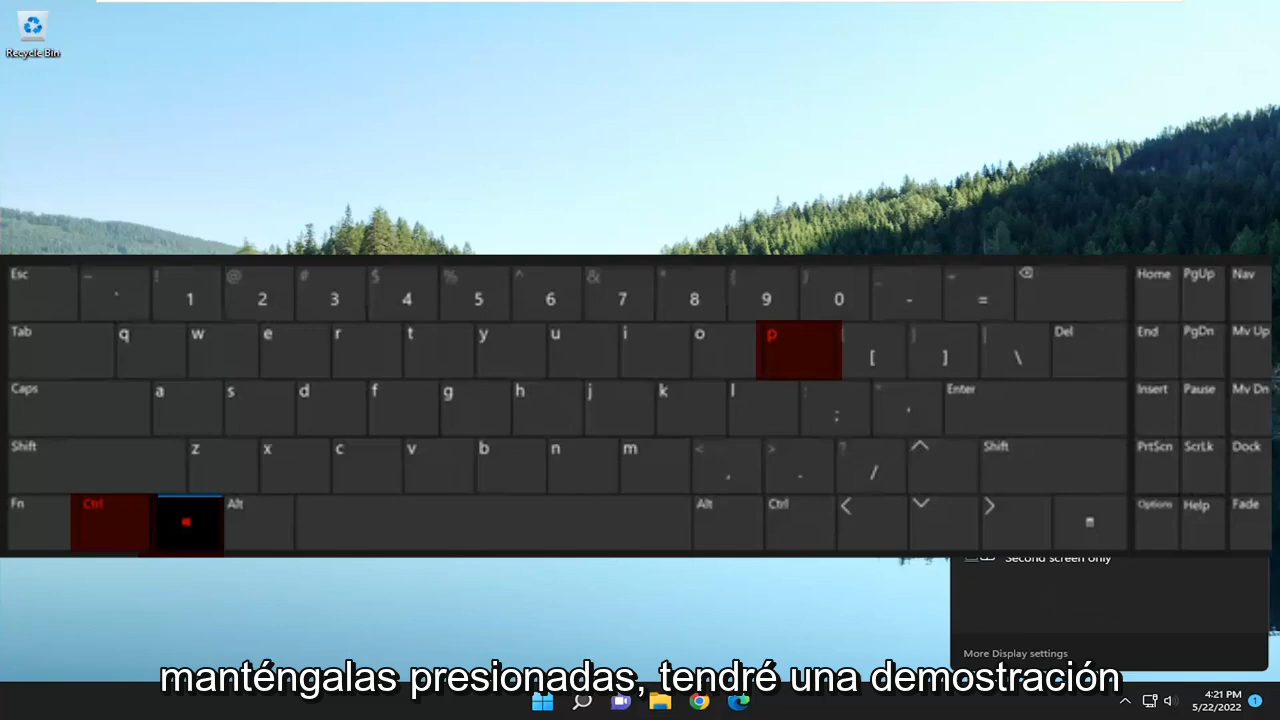 Recycle Bin
Esc ~ ` ! 1 @ 2 # 3 $ 4 % 5 ^ 6 & 7 * 8 ( 9 ) 0 _ - + = Home PgUp Nav
Tab q w e r t y u i o p { [ } ] | \ Del End PgDn Mv Up
Caps a s d f g h j k l : ; " ' Enter Insert Pause Mv Dn
Shift z x c v b n m < , > . ? / Shift PrtScn ScrLk Dock
Fn Ctrl Alt Alt Ctrl Options Help Fade
Second screen only
More Display settings
manténgalas presionadas, tendré una demostración
4:21 PM
5/22/2022
1